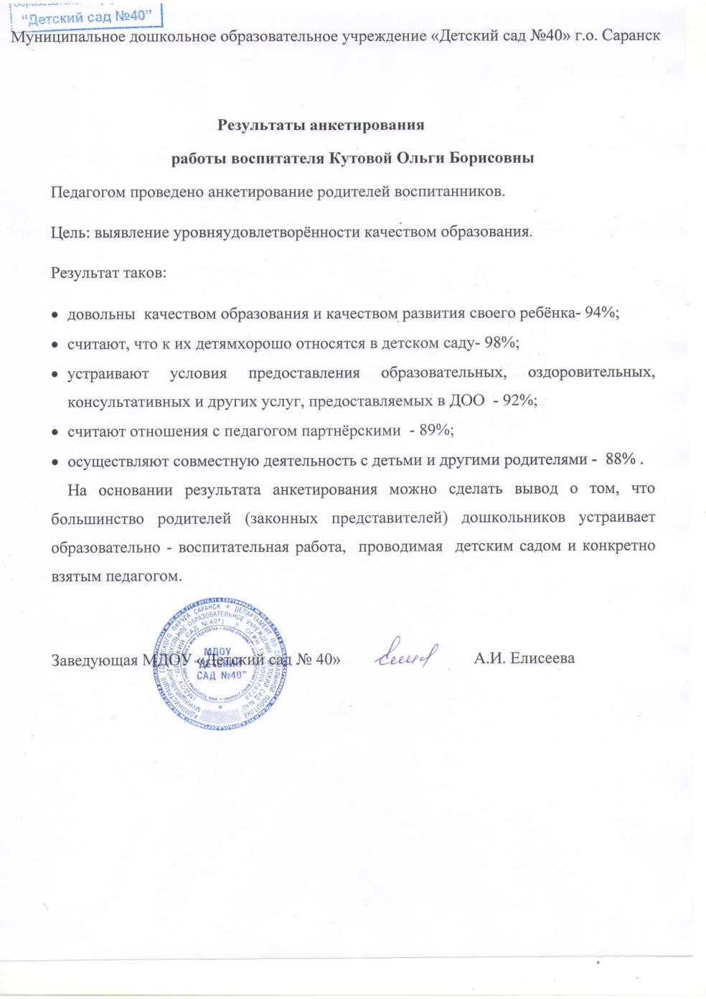 “Детский сад №40”
Муниципальное дошкольное образовательное учреждение «Детский сад №40» г.о. Саранск
Результаты анкетирования
работы воспитателя Кутовой Ольги Борисовны
Педагогом проведено анкетирование родителей воспитанников.
Цель: выявление уровняудовлетворённости качеством образования.
Результат таков:
• довольны качеством образования и качеством развития своего ребёнка- 94%;
• считают, что к их детямхорошо относятся в детском саду- 98%;
• устраивают условия предоставления образовательных, оздоровительных,
консультативных и других услуг, предоставляемых в ДОО - 92%;
• считают отношения с педагогом партнёрскими - 89%;
• осуществляют совместную деятельность с детьми и другими родителями - 88% .
На основании результата анкетирования можно сделать вывод о том, что
большинство родителей (законных представителей) дошкольников устраивает
образовательно - воспитательная работа, проводимая детским садом и конкретно
взятым педагогом.
Заведующая МДОУ «Детский сад № 40» А.И. Елисеева
МДОУ
"ДЕТСКИЙ
САД №40"